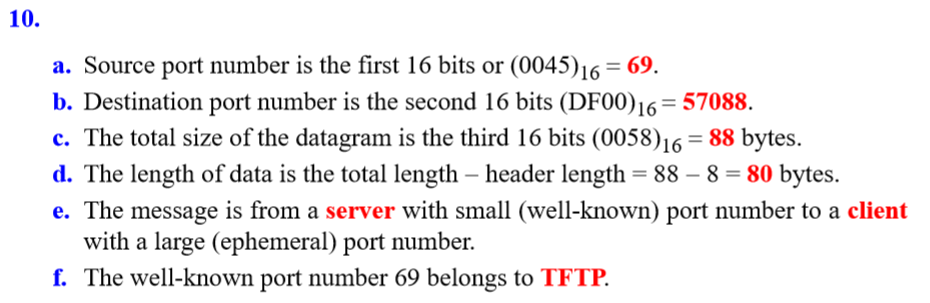 10.
a. Source port number is the first 16 bits or (0045)16 = 69.
b. Destination port number is the second 16 bits (DF00)16 = 57088.
c. The total size of the datagram is the third 16 bits (0058)16 = 88 bytes.
d. The length of data is the total length – header length = 88 – 8 = 80 bytes.
e. The message is from a server with small (well-known) port number to a client
with a large (ephemeral) port number.
f. The well-known port number 69 belongs to TFTP.